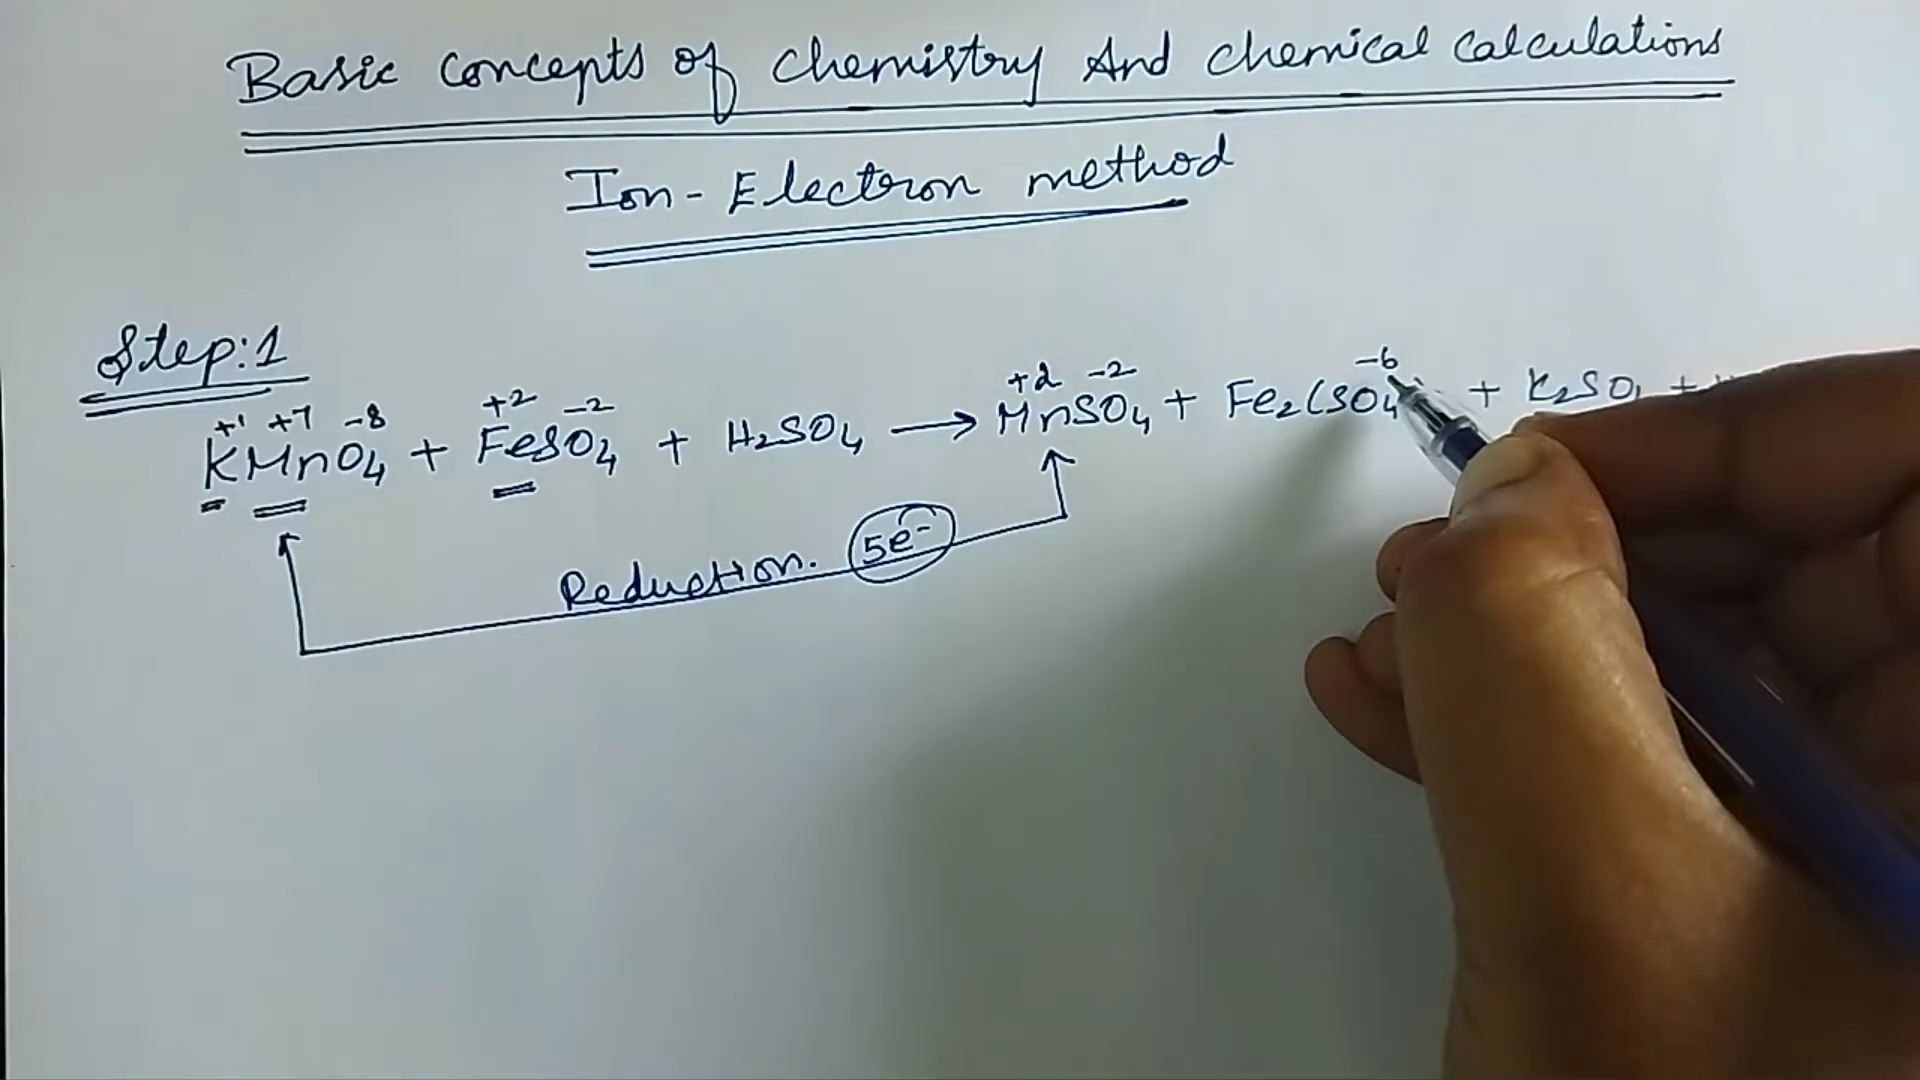 Basic concepts of chemistry And chemical calculations
Ion-Electron method
Step:1
+1 +7 -8 +2 -2 +2 -2 -6
KMnO4 + FeSO4 + H2SO4 → MnSO4 + Fe2(SO4 + K2SO4 +
Reduction. 5e-